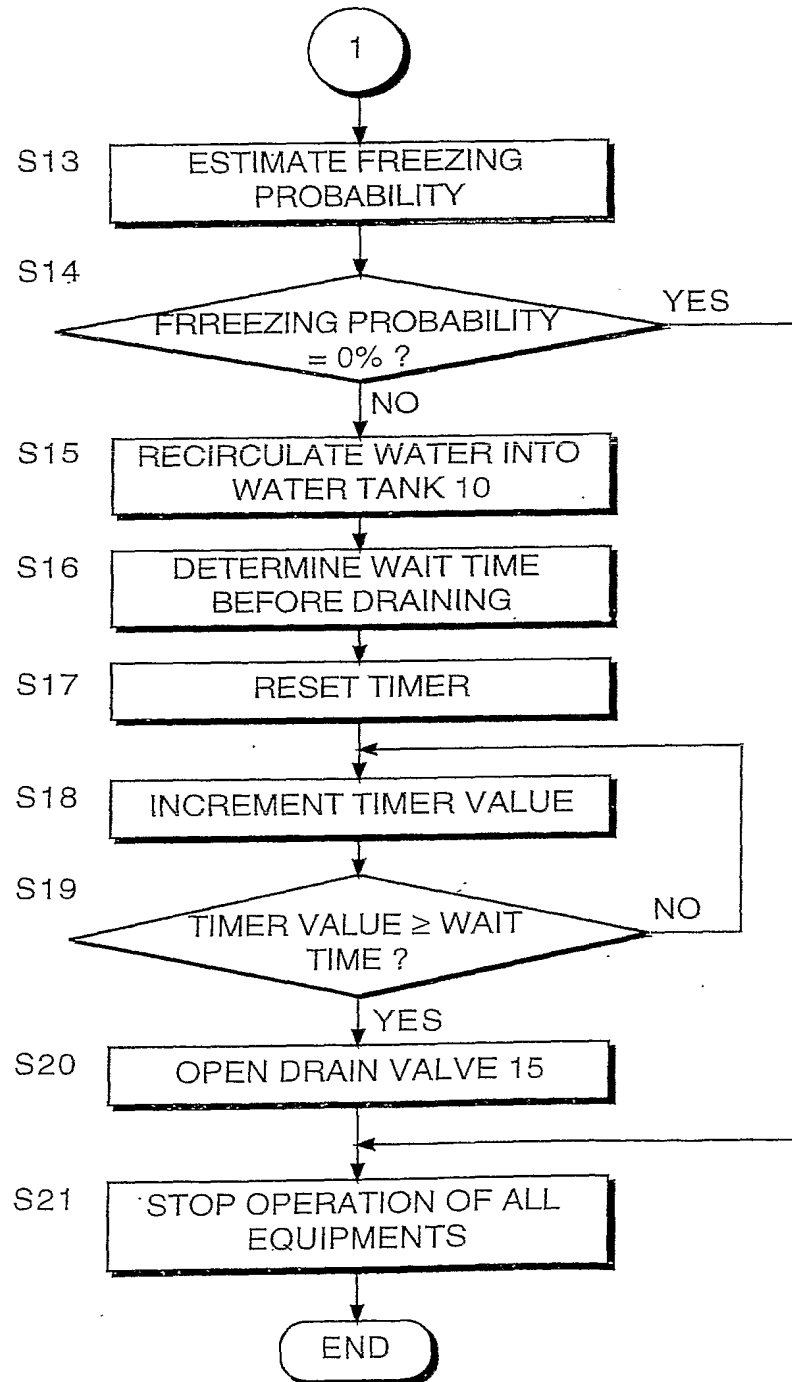 1
S13
ESTIMATE FREEZING
PROBABILITY
S14
FRREEZING PROBABILITY
= 0% ?
YES
NO
S15
RECIRCULATE WATER INTO
WATER TANK 10
S16
DETERMINE WAIT TIME
BEFORE DRAINING
S17
RESET TIMER
S18
INCREMENT TIMER VALUE
S19
TIMER VALUE ≥ WAIT
TIME ?
NO
YES
S20
OPEN DRAIN VALVE 15
S21
STOP OPERATION OF ALL
EQUIPMENTS
END